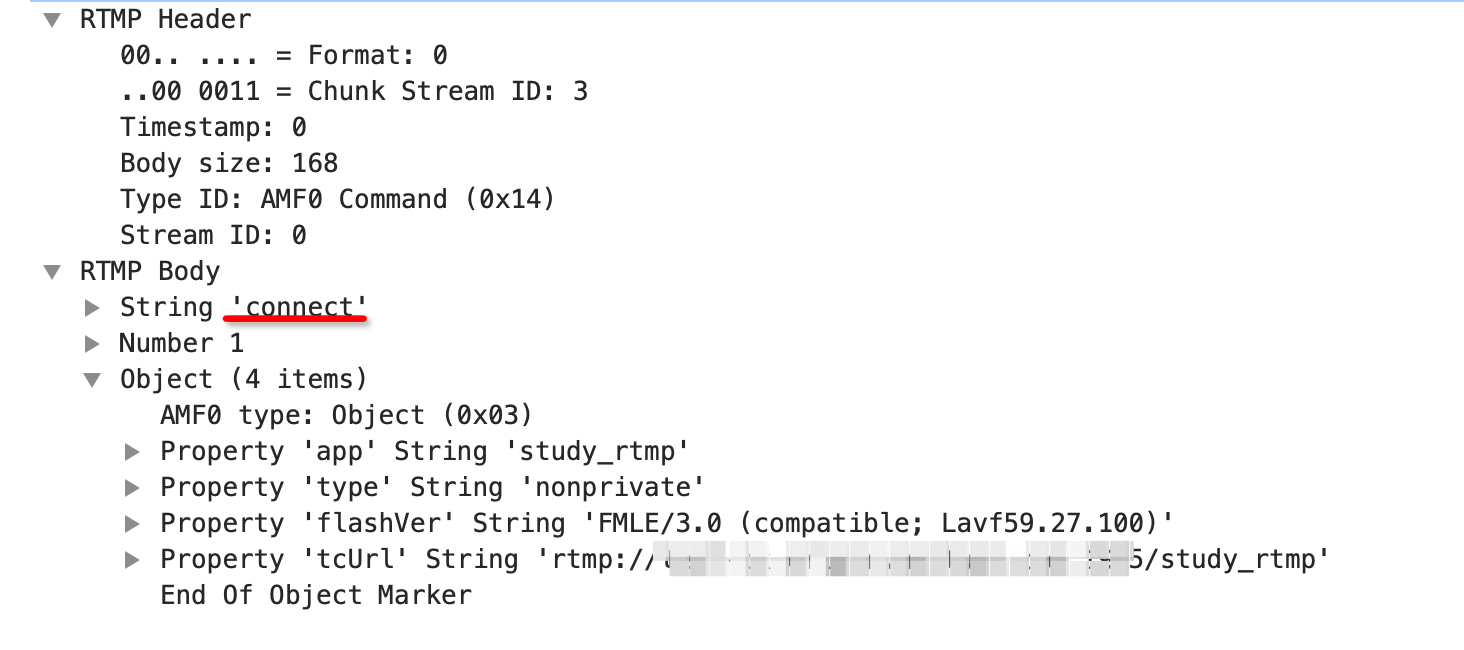 RTMP Header
00.. .... = Format: 0
..00 0011 = Chunk Stream ID: 3
Timestamp: 0
Body size: 168
Type ID: AMF0 Command (0x14)
Stream ID: 0
RTMP Body
String 'connect'
Number 1
Object (4 items)
AMF0 type: Object (0x03)
Property 'app' String 'study_rtmp'
Property 'type' String 'nonprivate'
Property 'flashVer' String 'FMLE/3.0 (compatible; Lavf59.27.100)'
Property 'tcUrl' String 'rtmp:// 5/study_rtmp'
End Of Object Marker